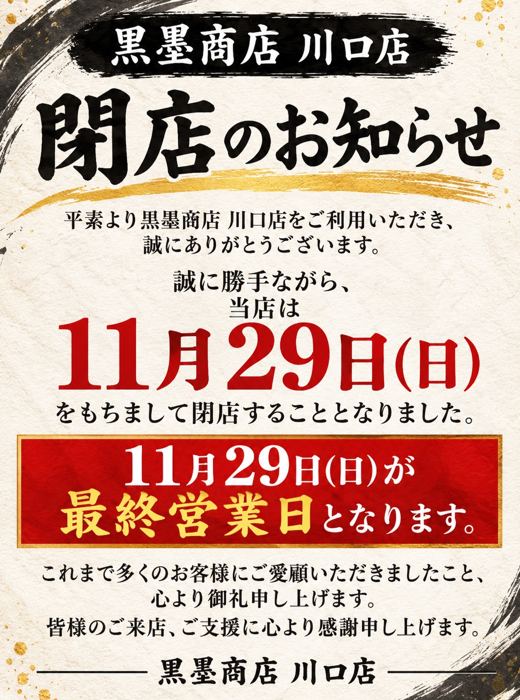 黒墨商店 川口店
閉店のお知らせ
平素より黒墨商店 川口店をご利用いただき、
誠にありがとうございます。
誠に勝手ながら、
当店は
11月29日(日)
をもちまして閉店することとなりました。
11月29日(日)が
最終営業日となります。
これまで多くのお客様にご愛顧いただきましたこと、
心より御礼申し上げます。
皆様のご来店、ご支援に心より感謝申し上げます。
黒墨商店 川口店